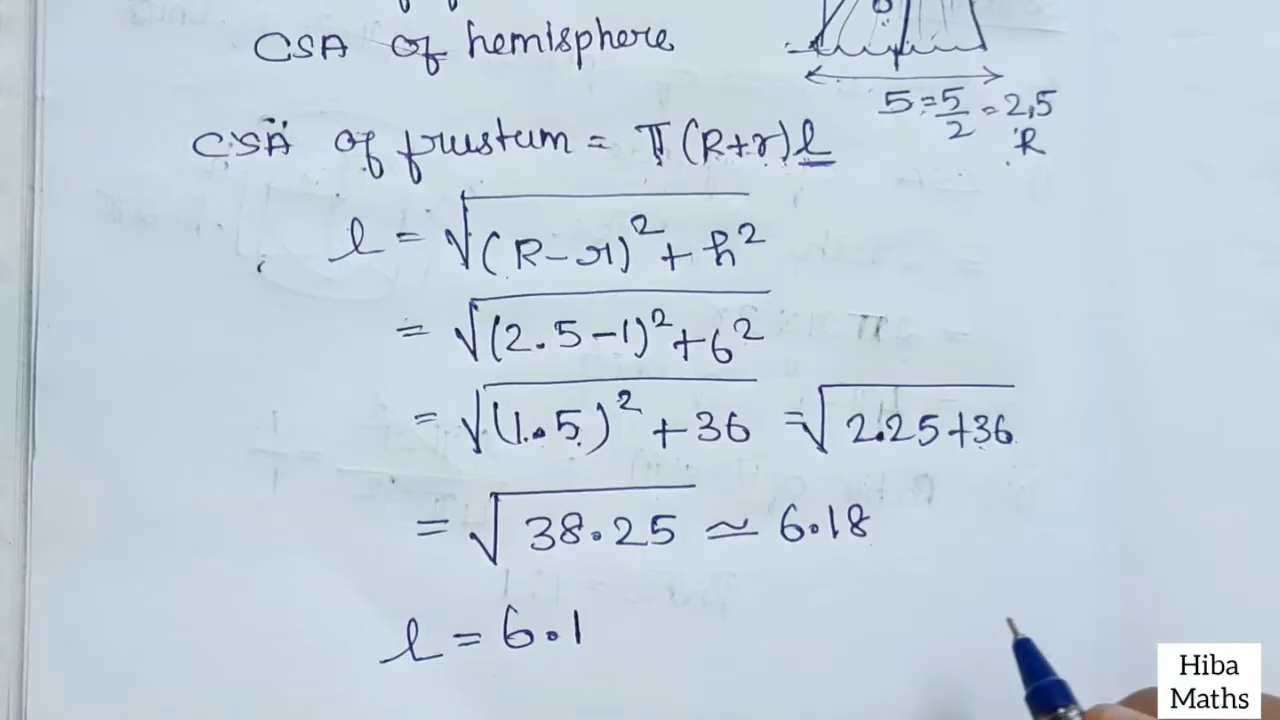 CSA of hemisphere
5 = 5/2 = 2,5
R
CSA of frustum = π (R+r) l
l = √(R-r)² + h²
= √(2.5-1)² + 6²
= √(1.5)² + 36 = √2.25+36
= √38.25 ≃ 6.18
l = 6.1
Hiba
Maths